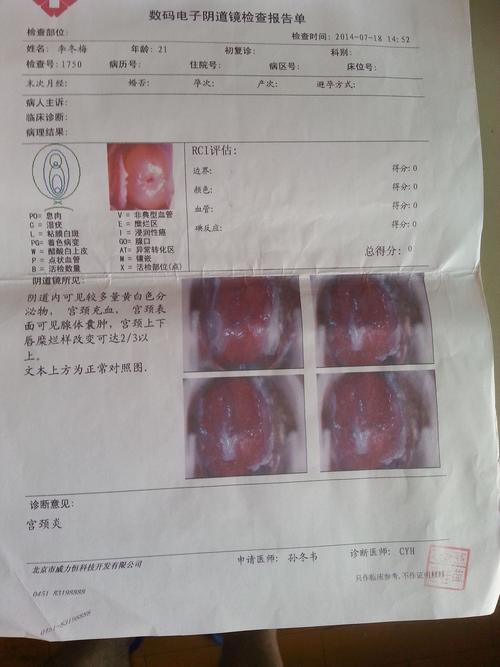 数码电子阴道镜检查报告单
检查部位: 检查时间: 2014-07-18 14:52
姓名: 李冬梅 年龄: 21 初复诊: 科别:
检查号: 1750 病历号: 住院号: 病区号: 床位号:
末次月经: 婚否: 孕次: 产次: 避孕方式:
病人主诉:
临床诊断:
病理结果:
RCI评估:
边界: 得分: 0
颜色: 得分: 0
血管: 得分: 0
碘反应: 得分: 0
总得分: 0
PO= 息肉 V = 非典型血管
C = 湿疣 E = 糜烂区
L = 粘膜白斑 I = 浸润性癌
PG= 着色病变 GO= 腺口
W = 醋酸白上皮 AT= 异常转化区
P = 点状血管 M = 镶嵌
B = 活检数量 X = 活检部位(点)
阴道镜所见:
阴道内可见较多量黄白色分
泌物, 宫颈充血, 宫颈表
面可见腺体囊肿, 宫颈上下
唇糜烂样改变可达2/3以
上.
文本上方为正常对照图.
诊断意见:
宫颈炎
北京市威力恒科技开发有限公司 申请医师: 孙冬韦 诊断医师: CYH
只作临床参考,不作证明材料
0451 83198888
0451-83198888